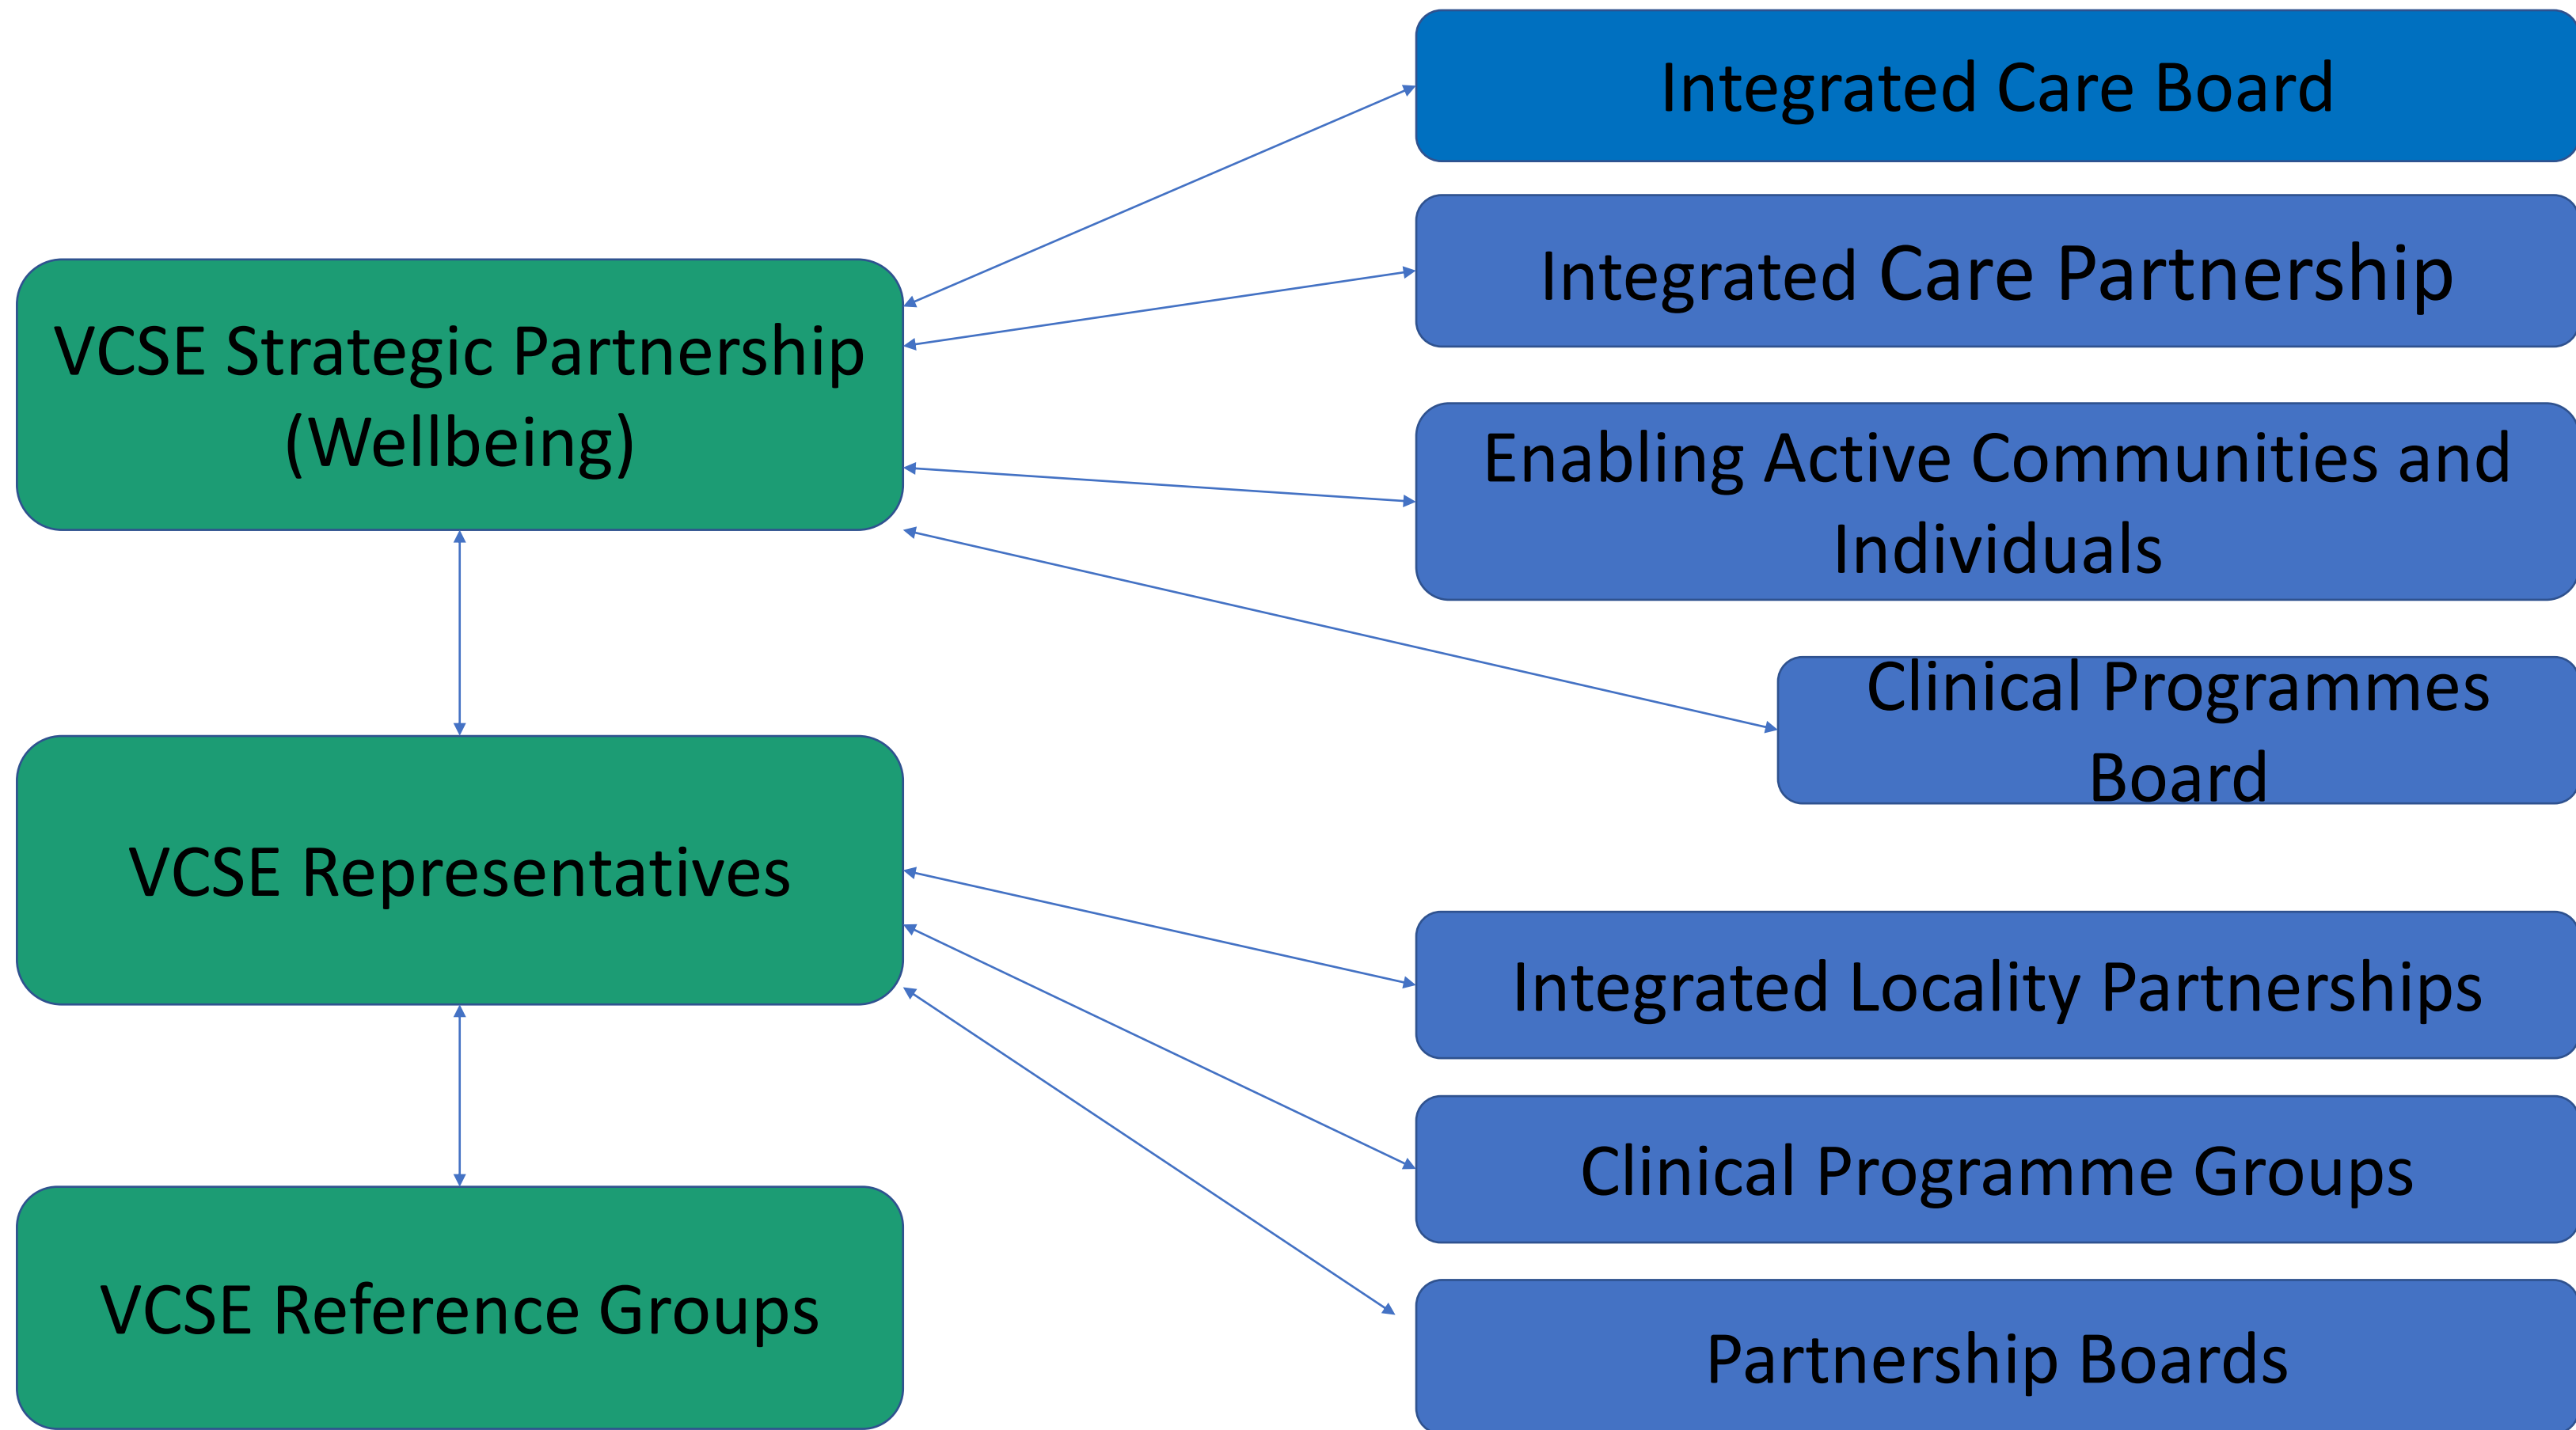 Integrated Care Board
Integrated Care Partnership
VCSE Strategic Partnership
(Wellbeing)
Enabling Active Communities and
Individuals
Clinical Programmes
Board
VCSE Representatives
Integrated Locality Partnerships
Clinical Programme Groups
VCSE Reference Groups
Partnership Boards